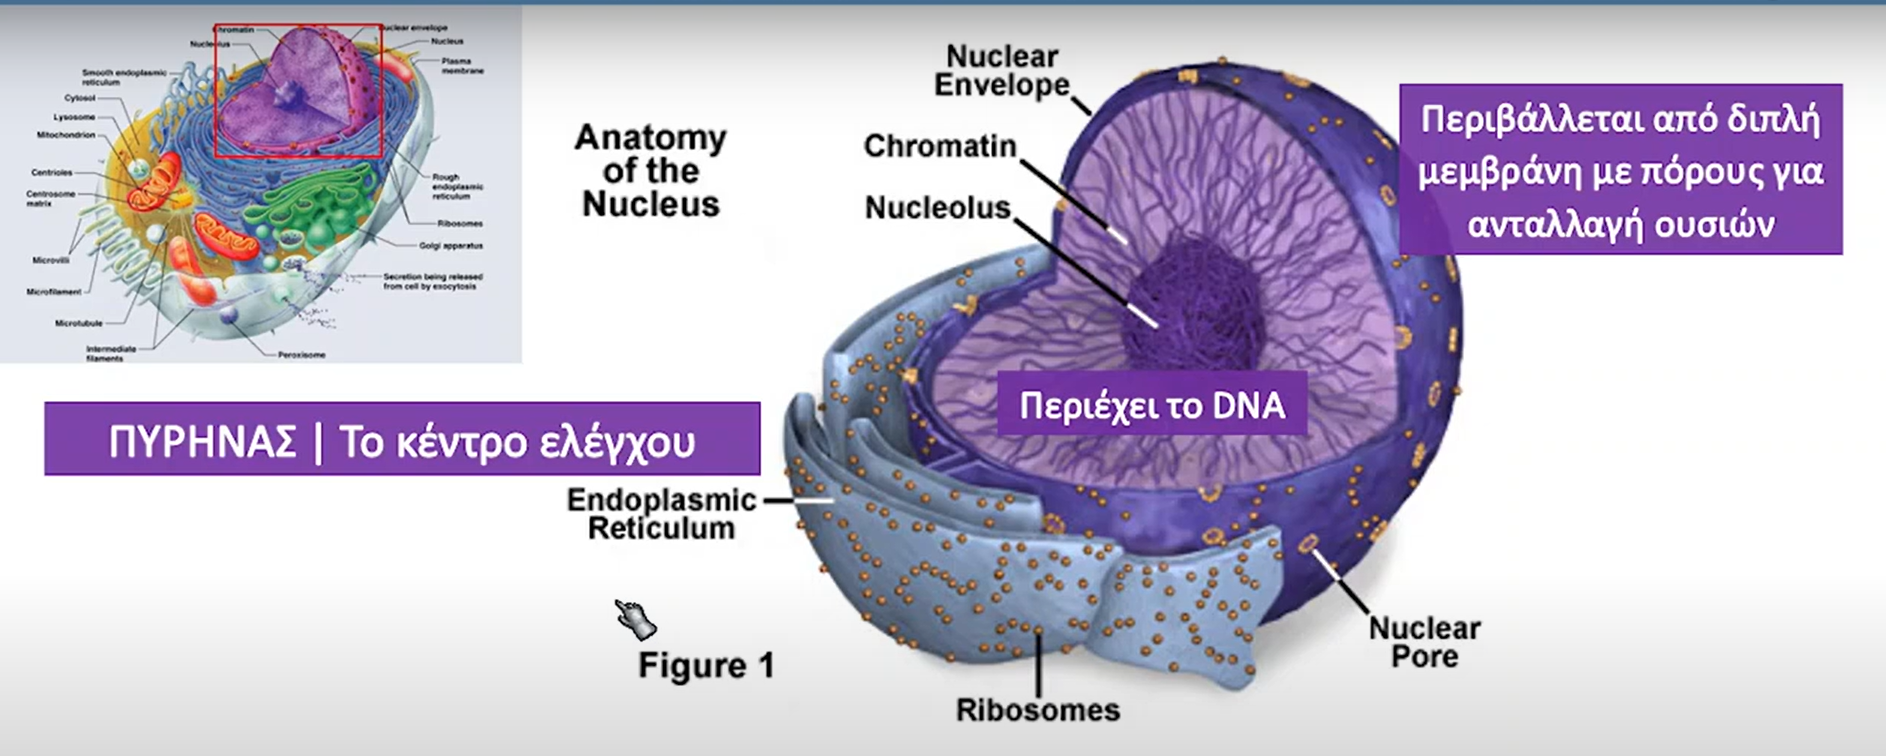 Chromatin
Nuclear envelope
Nucleolus
Nucleus
Plasma
membrane
Smooth endoplasmic
reticulum
Cytosol
Lysosome
Mitochondrion
Centrioles
Centrosome
matrix
Rough
endoplasmic
reticulum
Ribosomes
Golgi apparatus
Microvilli
Secretion being released
from cell by exocytosis
Microfilament
Microtubule
Intermediate
filaments
Peroxisome
Anatomy
of the
Nucleus
Nuclear
Envelope
Chromatin
Nucleolus
Περιβάλλεται από διπλή
μεμβράνη με πόρους για
ανταλλαγή ουσιών
Περιέχει το DNA
ΠΥΡΗΝΑΣ | Το κέντρο ελέγχου
Endoplasmic
Reticulum
Figure 1
Ribosomes
Nuclear
Pore